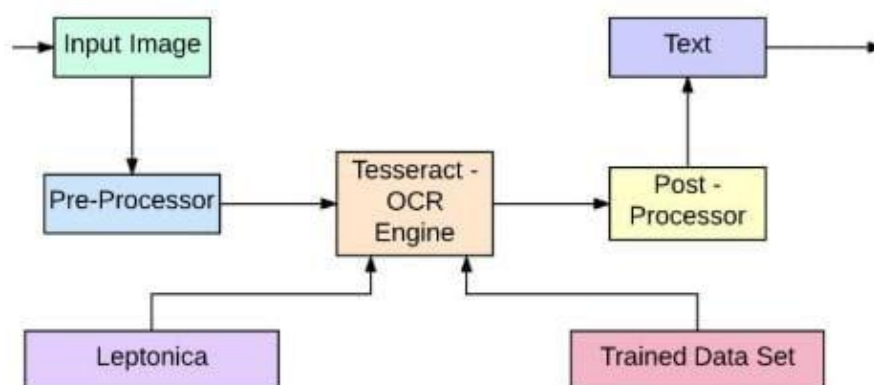 Input Image
Text
Pre-Processor
Tesseract -
OCR
Engine
Post -
Processor
Leptonica
Trained Data Set